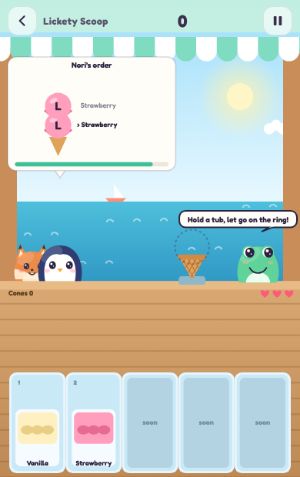 Lickety Scoop
0
Nori's order
L
Strawberry
L
› Strawberry
Hold a tub, let go on the ring!
Cones 0
1
2
Vanilla
Strawberry
soon
soon
soon